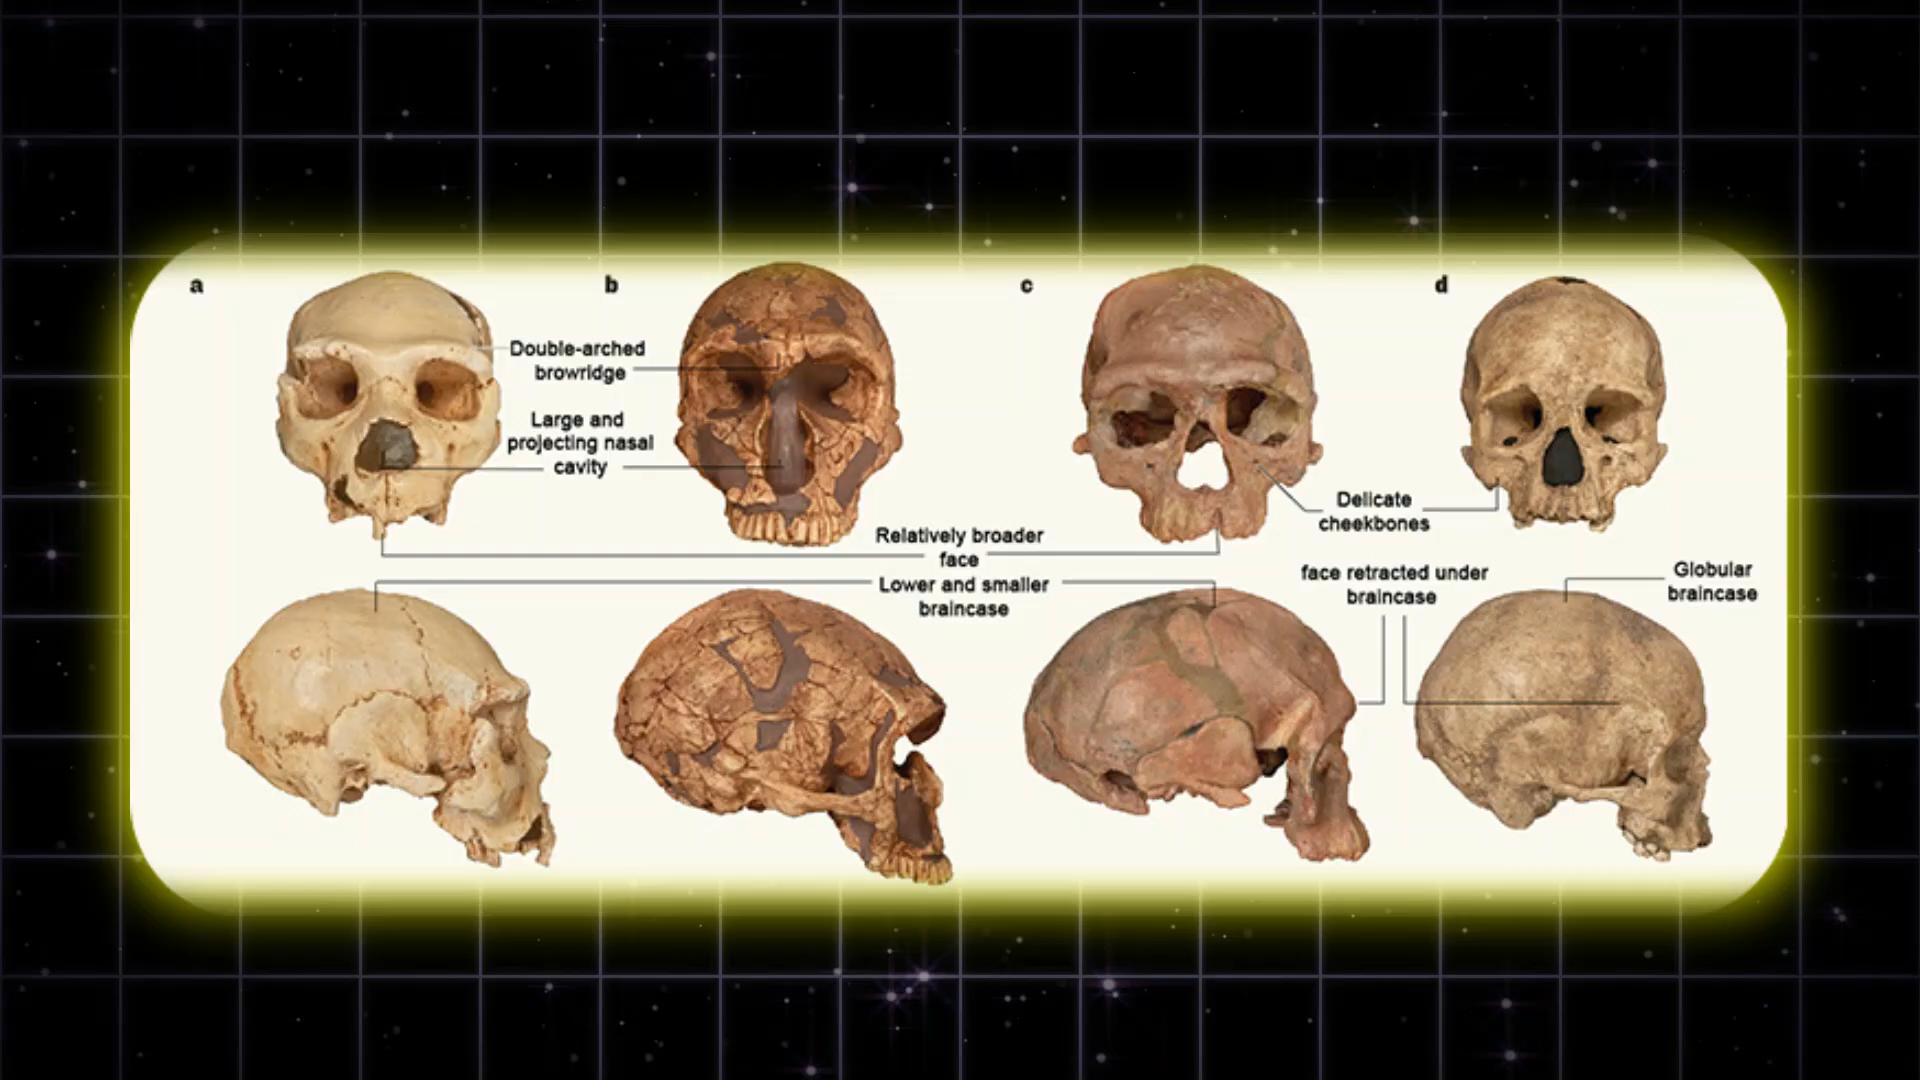 a
b
c
d
Double-arched
browridge
Large and
projecting nasal
cavity
Delicate
cheekbones
Relatively broader
face
Lower and smaller
braincase
face retracted under
braincase
Globular
braincase